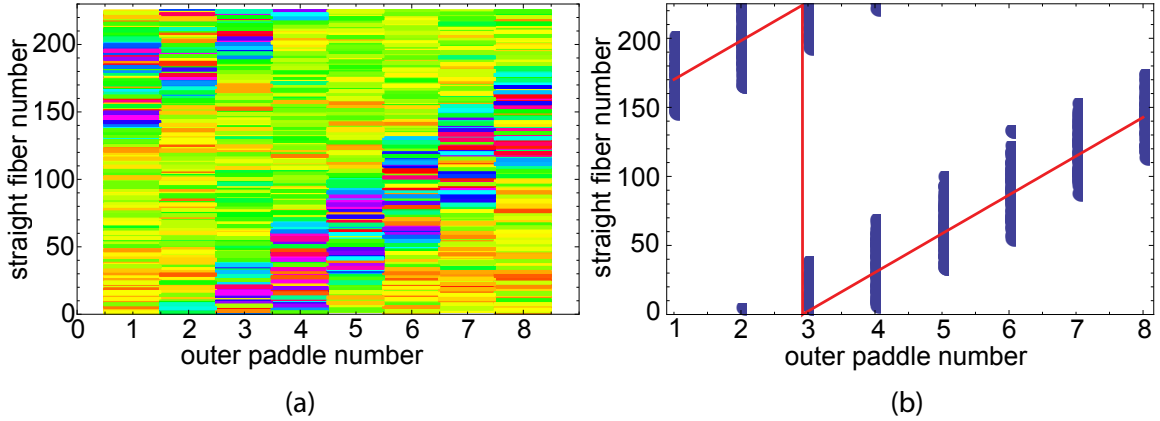 200
150
100
50
0
straight fiber number
0 1 2 3 4 5 6 7 8
outer paddle number
(a)
200
150
100
50
0
straight fiber number
1 2 3 4 5 6 7 8
outer paddle number
(b)